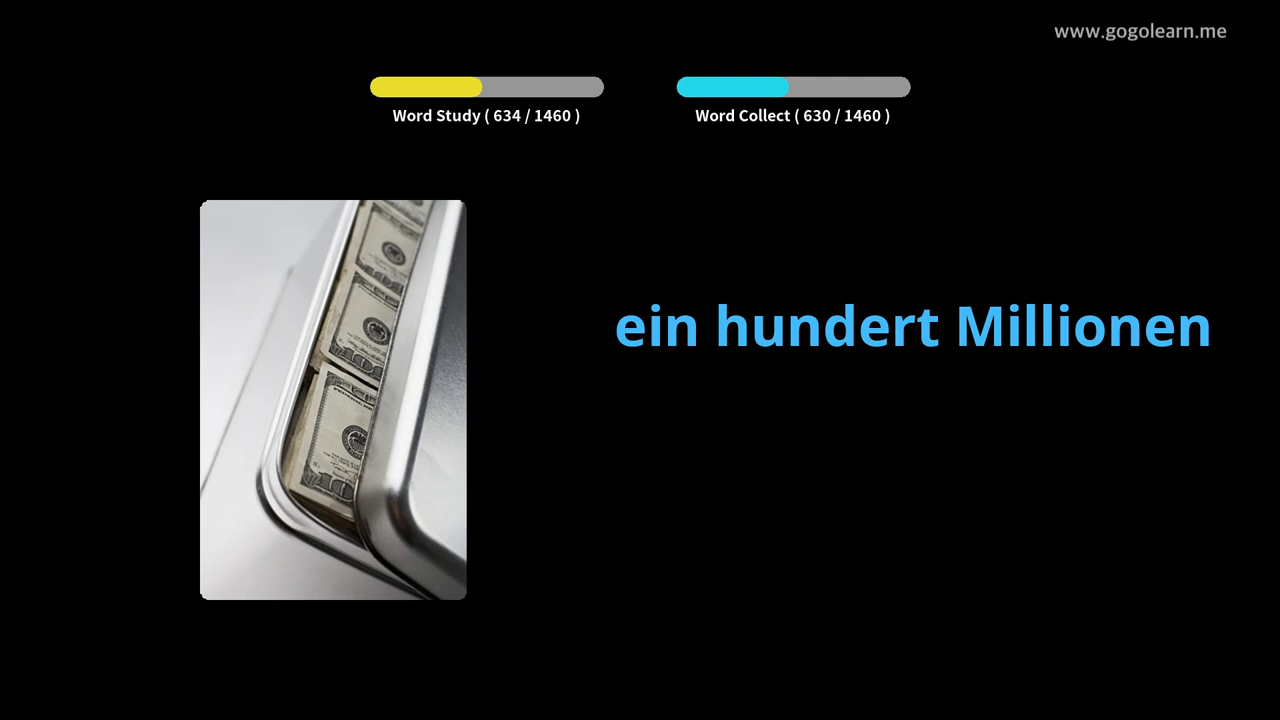 www.gogolearn.me
Word Study ( 634 / 1460 )
Word Collect ( 630 / 1460 )
ein hundert Millionen